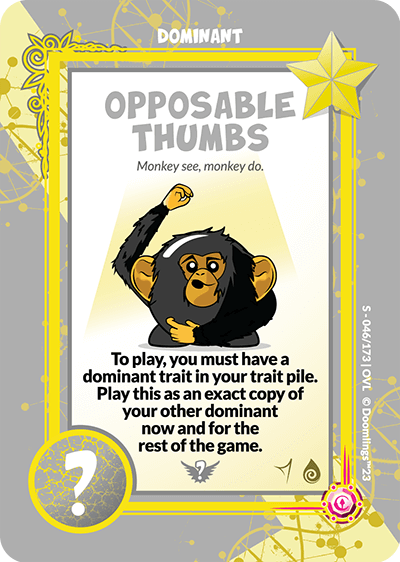 DOMINANT
OPPOSABLE
THUMBS
Monkey see, monkey do.
To play, you must have a
dominant trait in your trait pile.
Play this as an exact copy of
your other dominant
now and for the
rest of the game.
?
?
S - 046/173 | OVL © Doomlings™23